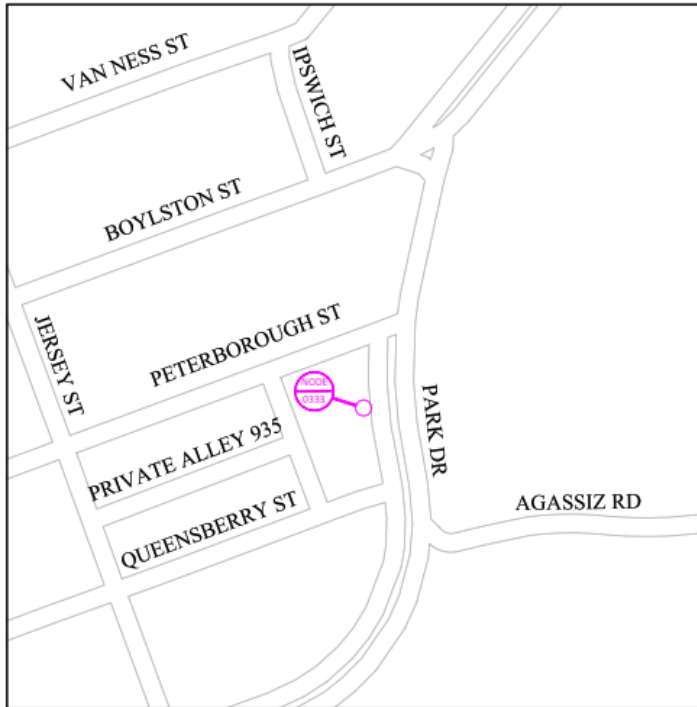 VAN NESS ST
IPSWICH ST
BOYLSTON ST
PETERBOROUGH ST
JERSEY ST
NODE
0333
PARK DR
PRIVATE ALLEY 935
QUEENSBERRY ST
AGASSIZ RD